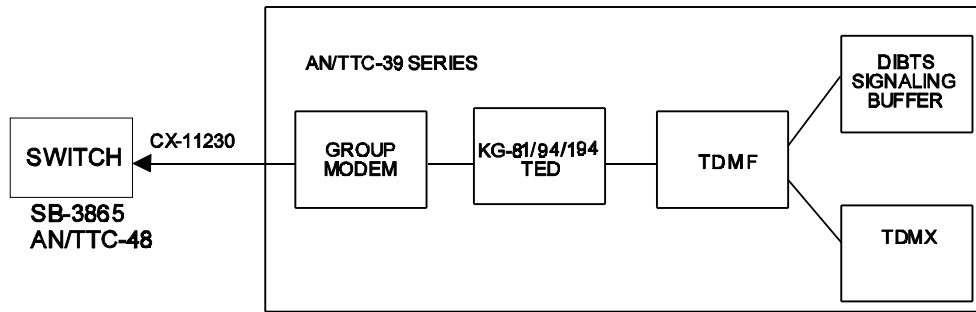 AN/TTC-39 SERIES
DIBTS
SIGNALING
BUFFER
CX-11230
SWITCH
GROUP
MODEM
KG-81/94/194
TED
TDMF
SB-3865
AN/TTC-48
TDMX